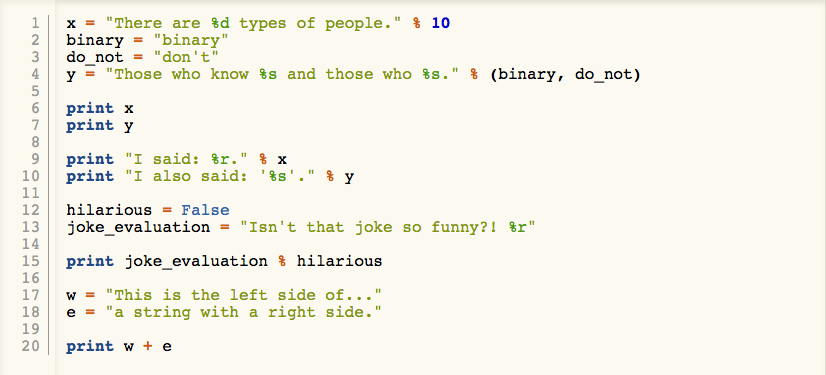 1 x = "There are %d types of people." % 10
2 binary = "binary"
3 do_not = "don't"
4 y = "Those who know %s and those who %s." % (binary, do_not)
5
6 print x
7 print y
8
9 print "I said: %r." % x
10 print "I also said: '%s'." % y
11
12 hilarious = False
13 joke_evaluation = "Isn't that joke so funny?! %r"
14
15 print joke_evaluation % hilarious
16
17 w = "This is the left side of..."
18 e = "a string with a right side."
19
20 print w + e